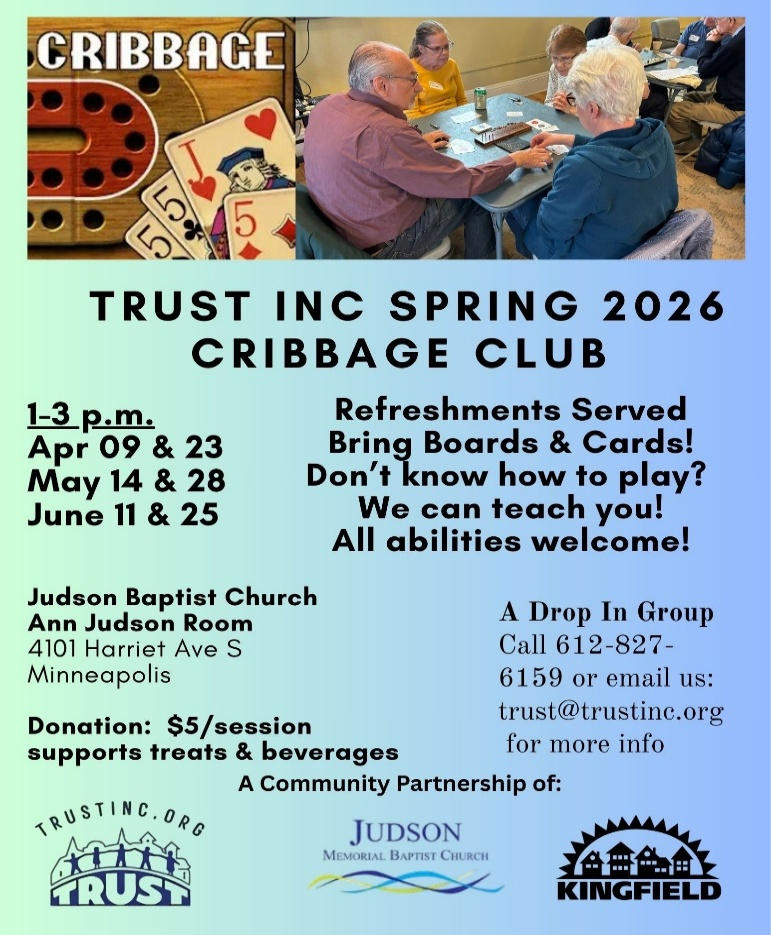 CRIBBAGE
J
5
5
5
TRUST INC SPRING 2026
CRIBBAGE CLUB
1-3 p.m.
Apr 09 & 23
May 14 & 28
June 11 & 25
Refreshments Served
Bring Boards & Cards!
Don't know how to play?
We can teach you!
All abilities welcome!
Judson Baptist Church
Ann Judson Room
4101 Harriet Ave S
Minneapolis
Donation: $5/session
supports treats & beverages
A Drop In Group
Call 612-827-
6159 or email us:
trust@trustinc.org
for more info
A Community Partnership of:
TRUSTINC.ORG
TRUST
JUDSON
MEMORIAL BAPTIST CHURCH
KINGFIELD